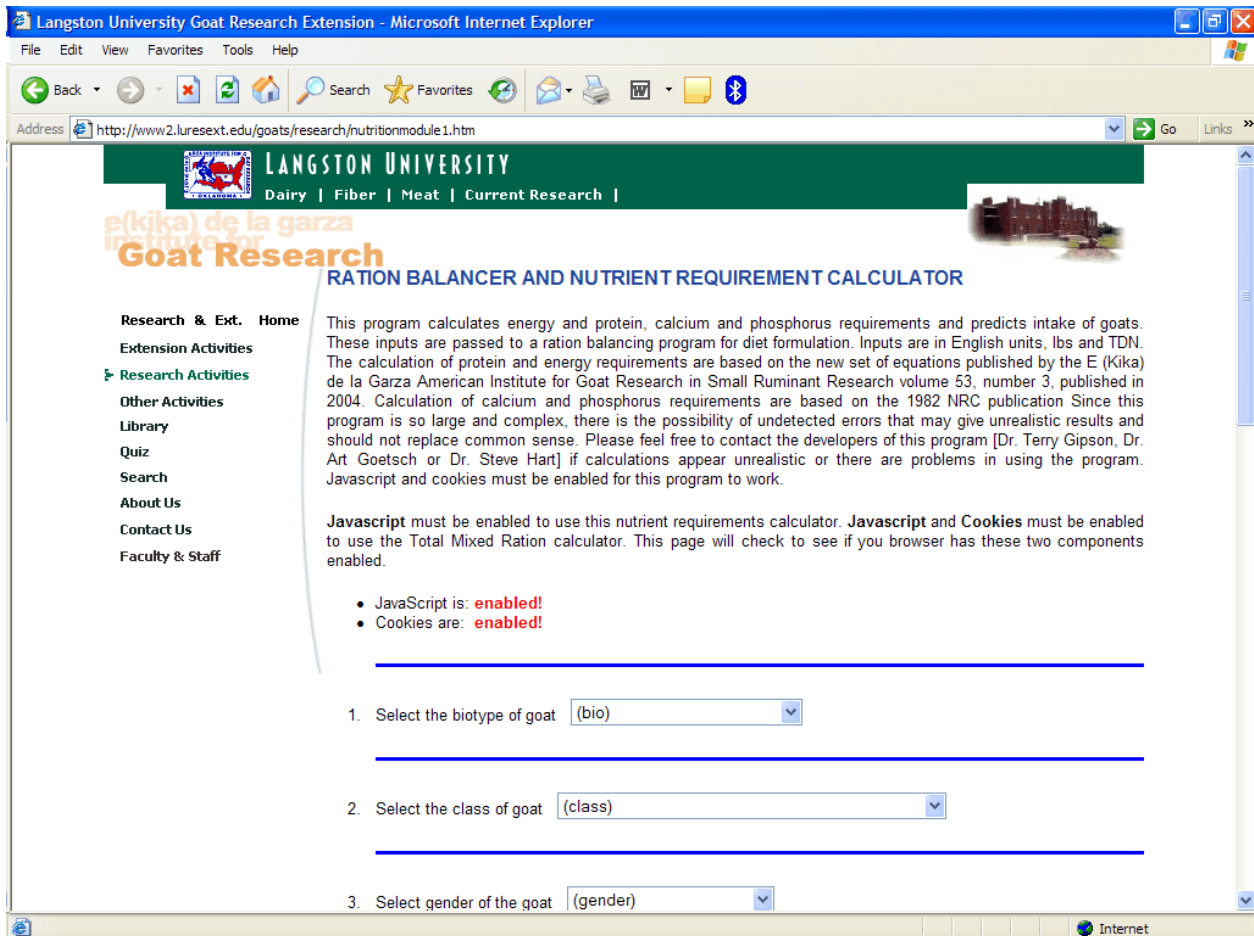 Langston University Goat Research Extension - Microsoft Internet Explorer
File Edit View Favorites Tools Help
Back Search Favorites
Address http://www2.luresext.edu/goats/research/nutritionmodule1.htm Go Links »
LANGSTON UNIVERSITY
Dairy | Fiber | Meat | Current Research |
OKLAHOMA
e(kika) de la garza
institute for
Goat Research
RATION BALANCER AND NUTRIENT REQUIREMENT CALCULATOR
Research & Ext. Home
Extension Activities
Research Activities
Other Activities
Library
Quiz
Search
About Us
Contact Us
Faculty & Staff
This program calculates energy and protein, calcium and phosphorus requirements and predicts intake of goats.
These inputs are passed to a ration balancing program for diet formulation. Inputs are in English units, lbs and TDN.
The calculation of protein and energy requirements are based on the new set of equations published by the E (Kika)
de la Garza American Institute for Goat Research in Small Ruminant Research volume 53, number 3, published in
2004. Calculation of calcium and phosphorus requirements are based on the 1982 NRC publication Since this
program is so large and complex, there is the possibility of undetected errors that may give unrealistic results and
should not replace common sense. Please feel free to contact the developers of this program [Dr. Terry Gipson, Dr.
Art Goetsch or Dr. Steve Hart] if calculations appear unrealistic or there are problems in using the program.
Javascript and cookies must be enabled for this program to work.
Javascript must be enabled to use this nutrient requirements calculator. Javascript and Cookies must be enabled
to use the Total Mixed Ration calculator. This page will check to see if you browser has these two components
enabled.
• JavaScript is: enabled!
• Cookies are: enabled!
1. Select the biotype of goat (bio)
2. Select the class of goat (class)
3. Select gender of the goat (gender)
Internet